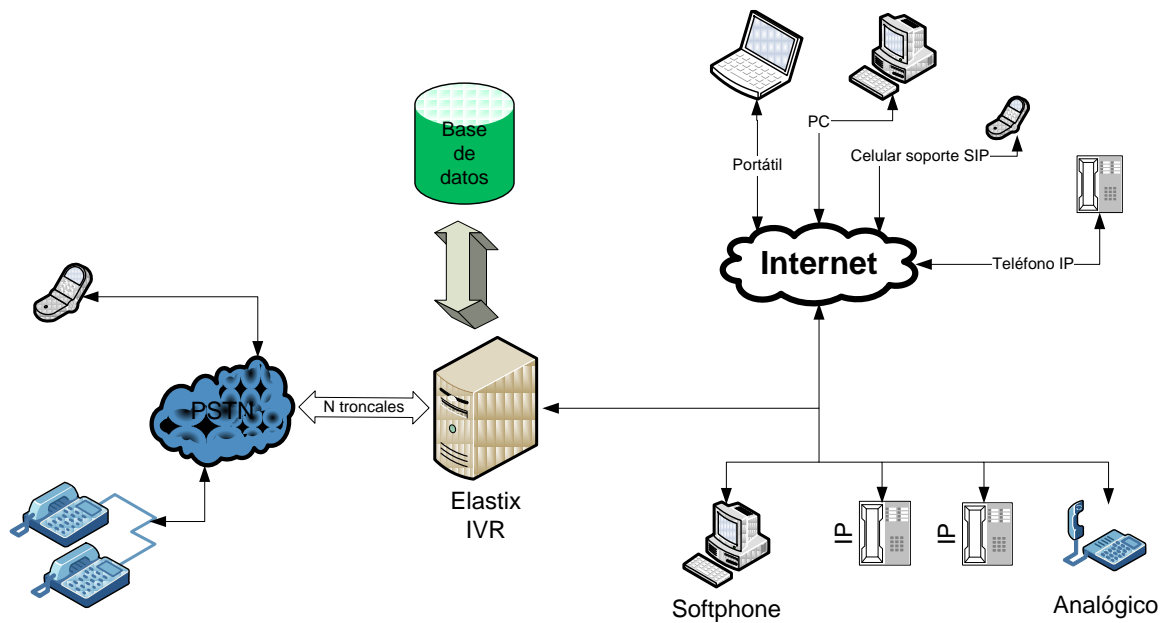 Base
de
datos
PC
Celular soporte SIP
Portátil
Internet
Teléfono IP
PSTN
N troncales
Elastix
IVR
IP
IP
Softphone
Analógico